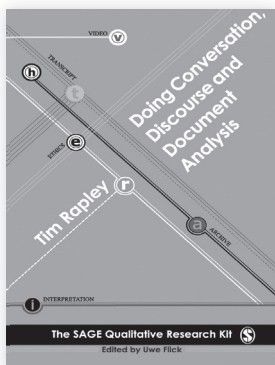 VIDEO v
h
TRANSCRIPT
t
Doing Conversation,
Discourse and
Document
Analysis
ETHICS e
r
Tim Rapley
a ARCHIVE
i INTERPRETATION
The SAGE Qualitative Research Kit S
Edited by Uwe Flick